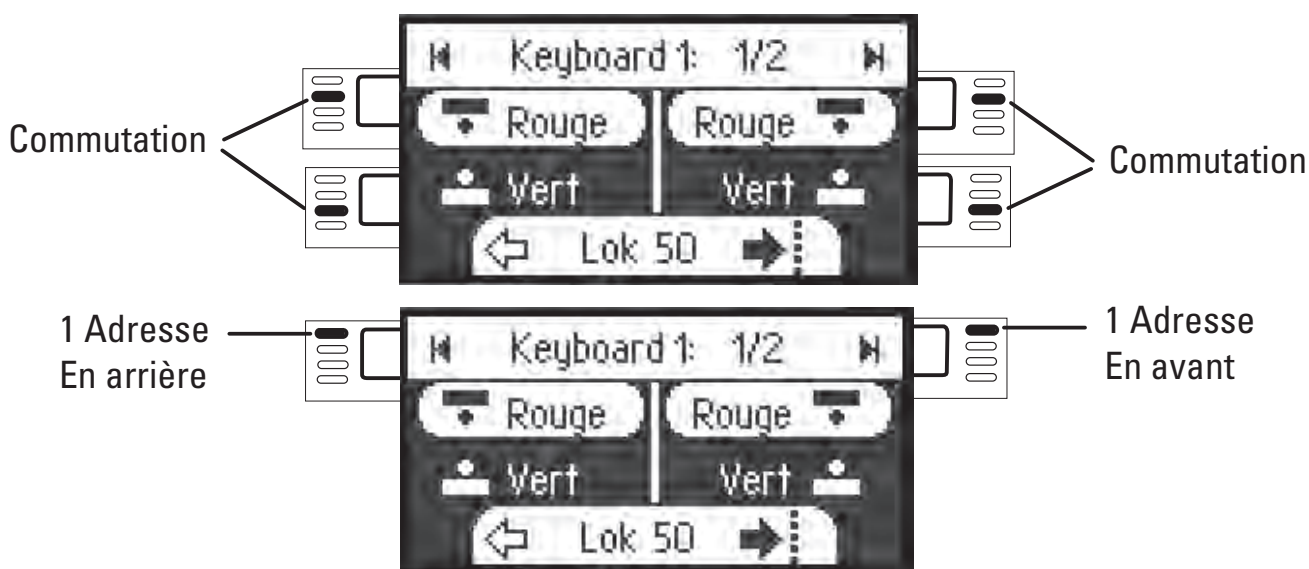 Keyboard 1: 1/2
Rouge Rouge
Commutation Commutation
Vert Vert
Lok 50
1 Adresse
En arrière
Keyboard 1: 1/2
1 Adresse
En avant
Rouge Rouge
Vert Vert
Lok 50